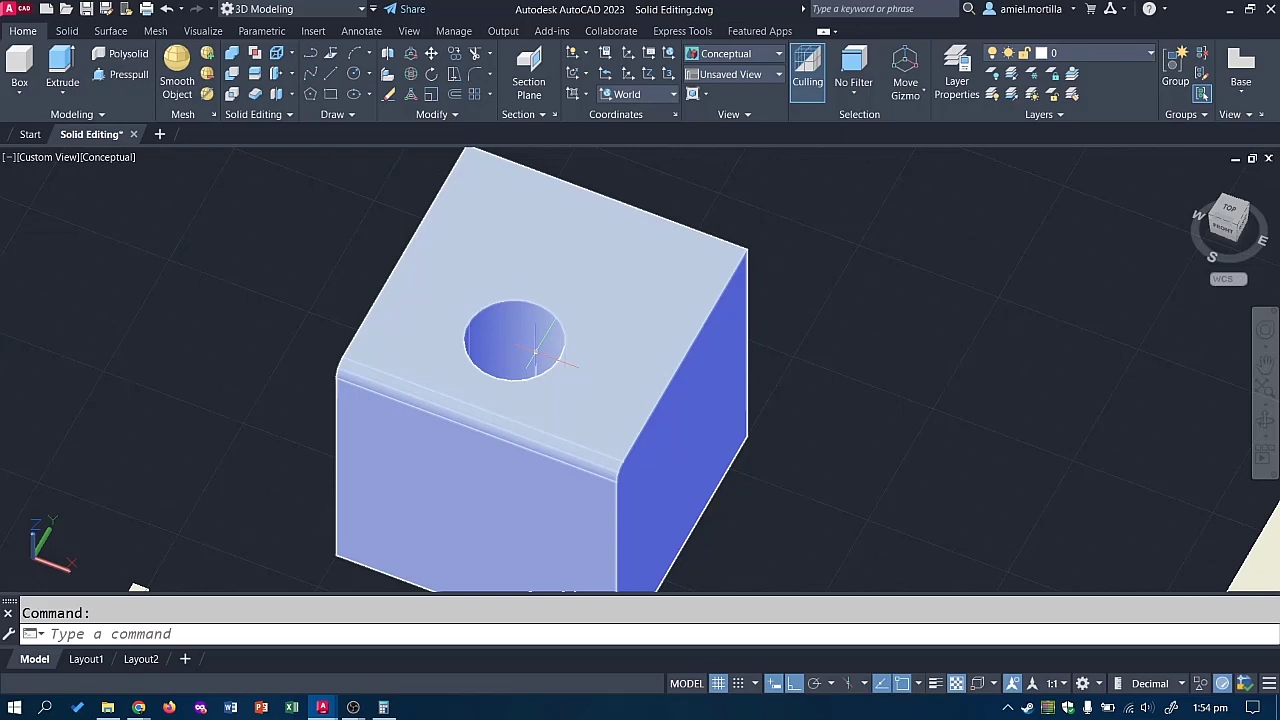 CAD
3D Modeling
Share
Autodesk AutoCAD 2023 Solid Editing.dwg
Type a keyword or phrase
amiel.mortilla
Home Solid Surface Mesh Visualize Parametric Insert Annotate View Manage Output Add-ins Collaborate Express Tools Featured Apps
Box
Extrude
Polysolid
Presspull
Smooth
Object
Section
Plane
World
Conceptual
Unsaved View
Culling
No Filter
Move
Gizmo
Layer
Properties
0
Group
Base
Modeling Mesh Solid Editing Draw Modify Section Coordinates View Selection Layers Groups View
Start Solid Editing*
[−][Custom View][Conceptual]
TOP
FRONT
W
S
E
WCS
Z
Y
X
Command:
Type a command
Model Layout1 Layout2
MODEL 1:1 Decimal
1:54 pm